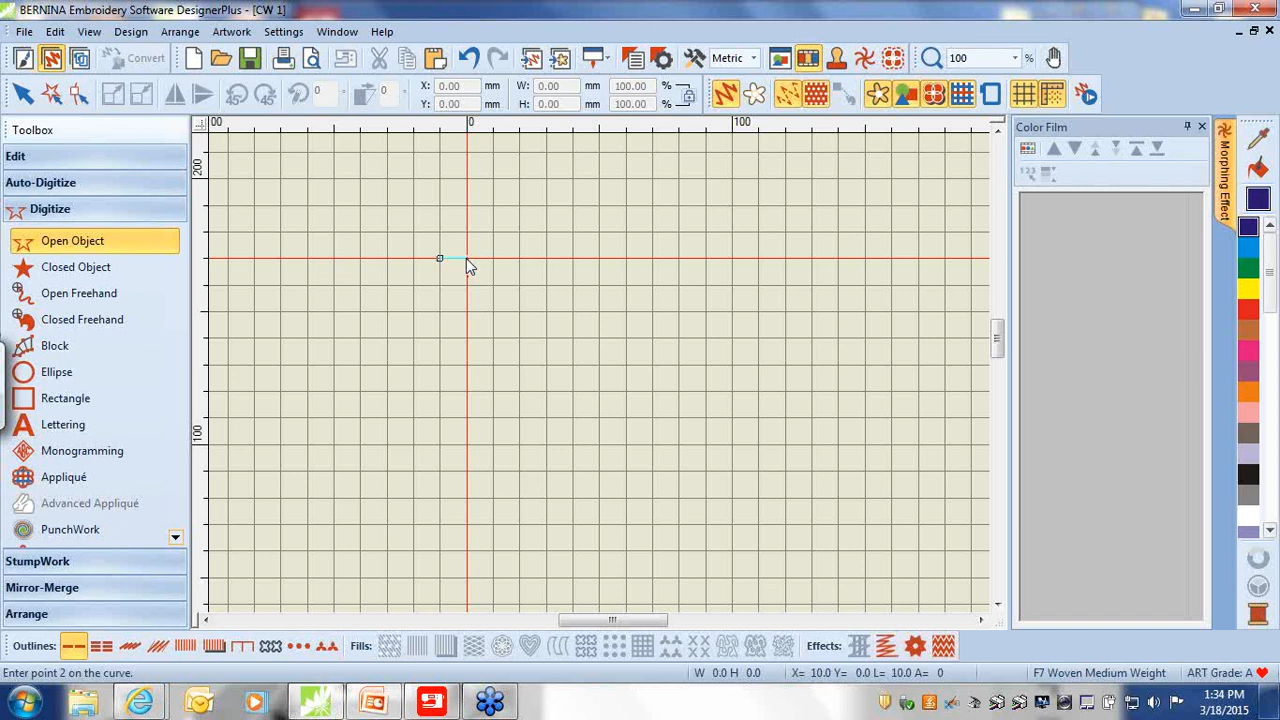 BERNINA Embroidery Software DesignerPlus - [CW 1]
File Edit View Design Arrange Artwork Settings Window Help
Convert Metric 100 %
0 0 X: 0.00 mm W: 0.00 mm 100.00 %
Y: 0.00 mm H: 0.00 mm 100.00 %
Toolbox
Edit
Auto-Digitize
Digitize
Open Object
Closed Object
Open Freehand
Closed Freehand
Block
Ellipse
Rectangle
Lettering
Monogramming
Appliqué
Advanced Appliqué
PunchWork
StumpWork
Mirror-Merge
Arrange
00 0 100
200
100
Color Film
1 2 3
Morphing Effect
Outlines: Fills: Effects:
Enter point 2 on the curve. W 0.0 H 0.0 X= 10.0 Y= 0.0 L= 10.0 A= 0 F7 Woven Medium Weight ART Grade: A
1:34 PM
3/18/2015